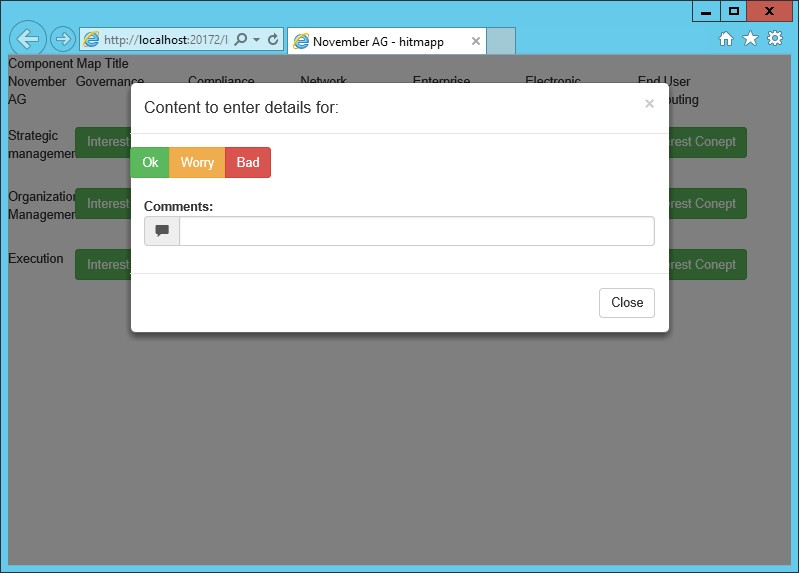 http://localhost:20172/
November AG - hitmapp
Component Map Title
November Governance Compliance Network Enterprise Electronic End User
AG
Content to enter details for:
×
Strategic
management
Interest
rest Conept
Ok Worry Bad
Organization
Management
Interest
rest Conept
Comments:
Execution
Interest
rest Conept
Close